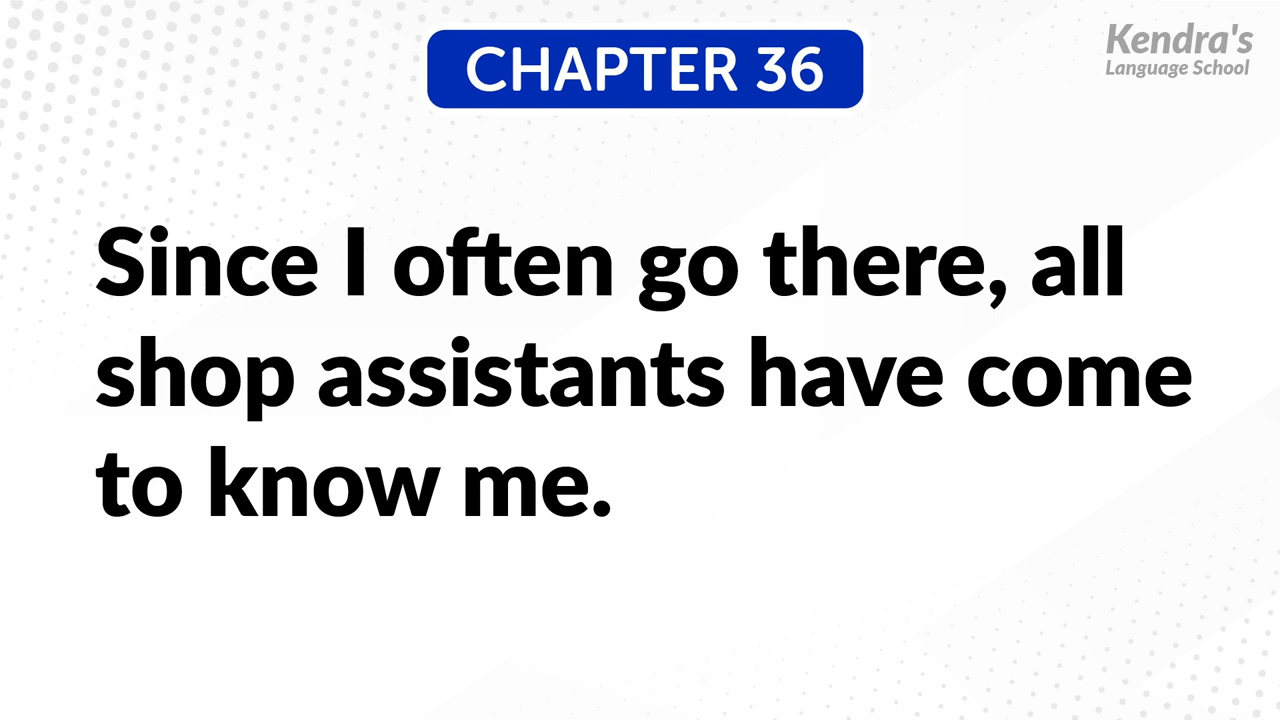 CHAPTER 36
Kendra's
Language School
Since I often go there, all
shop assistants have come
to know me.